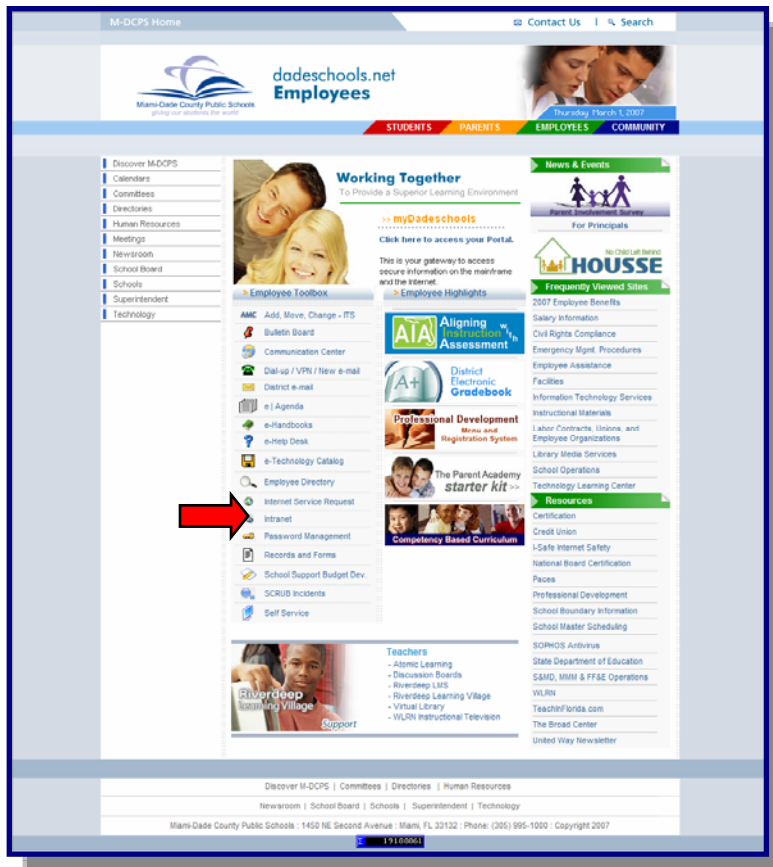 M-DCPS Home
Contact Us | Search
Miami-Dade County Public Schools
giving our students the world
dadeschools.net
Employees
Thursday, March 1, 2007
STUDENTS PARENTS EMPLOYEES COMMUNITY
Discover M-DCPS
Calendars
Committees
Directories
Human Resources
Meetings
Newsroom
School Board
Schools
Superintendent
Technology
Working Together
To Provide a Superior Learning Environment
>> myDadeschools
Click here to access your Portal.
This is your gateway to access
secure information on the mainframe
and the Internet.
> Employee Toolbox
AMC Add, Move, Change - ITS
Bulletin Board
Communication Center
Dial-up / VPN / New e-mail
District e-mail
e | Agenda
e-Handbooks
e-Help Desk
e-Technology Catalog
Employee Directory
Internet Service Request
Intranet
Password Management
Records and Forms
School Support Budget Dev.
SCRUB Incidents
Self Service
> Employee Highlights
AIA Aligning
Instruction with
Assessment
A+ District
Electronic
Gradebook
Professional Development
Menu and
Registration System
The Parent Academy
starter kit >>
Competency Based Curriculum
News & Events
Parent Involvement Survey
For Principals
No Child Left Behind
HOUSSE
Frequently Viewed Sites
2007 Employee Benefits
Salary Information
Civil Rights Compliance
Emergency Mgmt. Procedures
Employee Assistance
Facilities
Information Technology Services
Instructional Materials
Labor Contracts, Unions, and
Employee Organizations
Library Media Services
School Operations
Technology Learning Center
Resources
Certification
Credit Union
i-Safe Internet Safety
National Board Certification
Paces
Professional Development
School Boundary Information
School Master Scheduling
SOPHOS Antivirus
State Department of Education
S&MD, MMM & FF&E Operations
WLRN
TeachInFlorida.com
The Broad Center
United Way Newsletter
Riverdeep
Learning Village
Support
Teachers
- Atomic Learning
- Discussion Boards
- Riverdeep LMS
- Riverdeep Learning Village
- Virtual Library
- WLRN Instructional Television
Discover M-DCPS | Committees | Directories | Human Resources
Newsroom | School Board | Schools | Superintendent | Technology
Miami-Dade County Public Schools : 1450 NE Second Avenue : Miami, FL 33132 : Phone: (305) 995-1000 : Copyright 2007
19100061